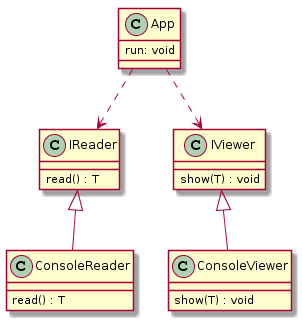 C App
run: void
C IReader
read() : T
C IViewer
show(T) : void
C ConsoleReader
read() : T
C ConsoleViewer
show(T) : void